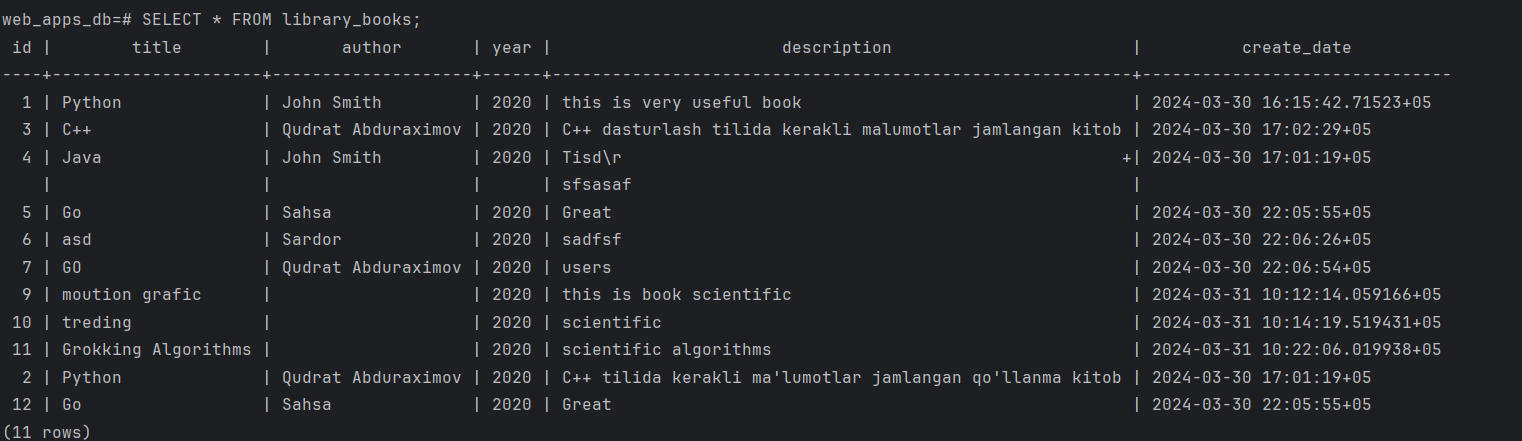 web_apps_db=# SELECT * FROM library_books;
 id |        title        |       author       | year |                       description                        |          create_date
----+---------------------+--------------------+------+----------------------------------------------------------+-------------------------------
  1 | Python              | John Smith         | 2020 | this is very useful book                                 | 2024-03-30 16:15:42.71523+05
  3 | C++                 | Qudrat Abduraximov | 2020 | C++ dasturlash tilida kerakli malumotlar jamlangan kitob | 2024-03-30 17:02:29+05
  4 | Java                | John Smith         | 2020 | Tisd\r                                                  +| 2024-03-30 17:01:19+05
    |                     |                    |      | sfsasaf                                                  |
  5 | Go                  | Sahsa              | 2020 | Great                                                    | 2024-03-30 22:05:55+05
  6 | asd                 | Sardor             | 2020 | sadfsf                                                   | 2024-03-30 22:06:26+05
  7 | GO                  | Qudrat Abduraximov | 2020 | users                                                    | 2024-03-30 22:06:54+05
  9 | moution grafic      |                    | 2020 | this is book scientific                                  | 2024-03-31 10:12:14.059166+05
 10 | treding             |                    | 2020 | scientific                                               | 2024-03-31 10:14:19.519431+05
 11 | Grokking Algorithms |                    | 2020 | scientific algorithms                                    | 2024-03-31 10:22:06.019938+05
  2 | Python              | Qudrat Abduraximov | 2020 | C++ tilida kerakli ma'lumotlar jamlangan qo'llanma kitob | 2024-03-30 17:01:19+05
 12 | Go                  | Sahsa              | 2020 | Great                                                    | 2024-03-30 22:05:55+05
(11 rows)